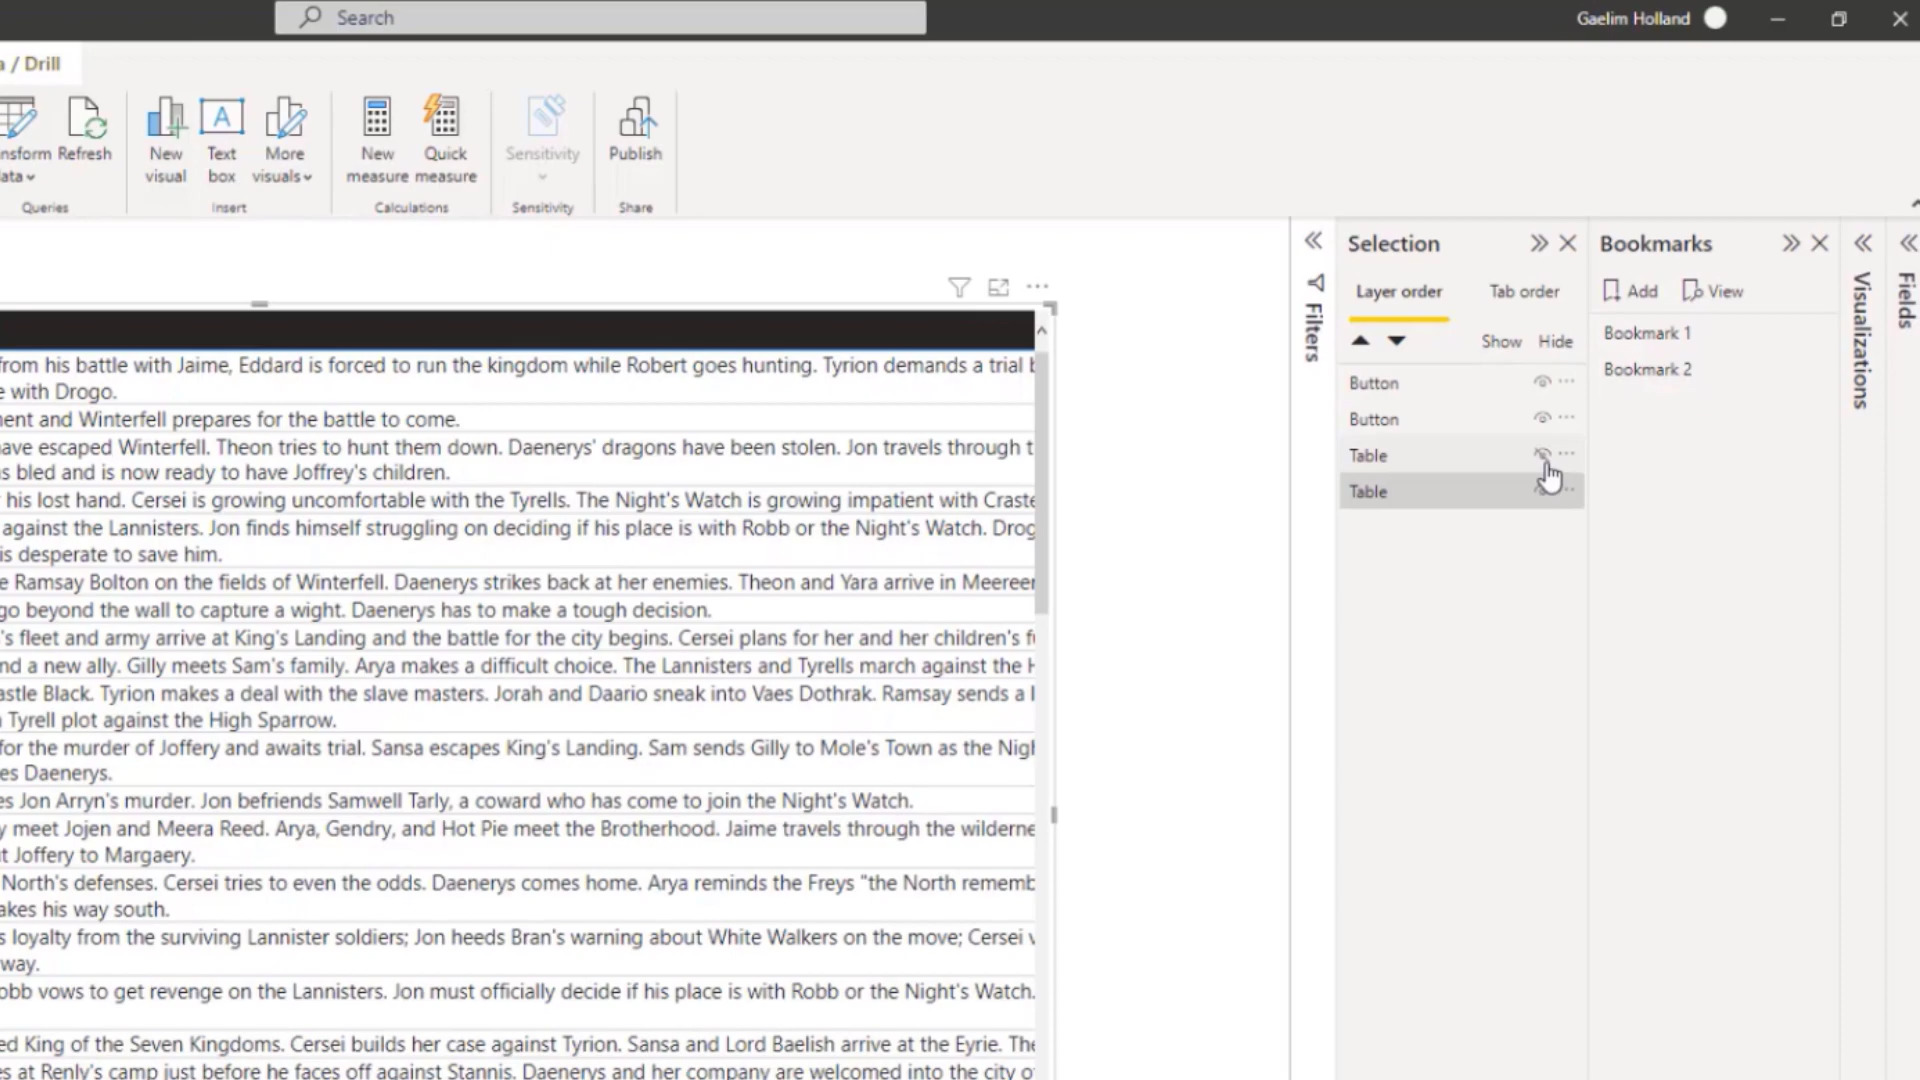 Search
Gaelim Holland
/ Drill
Refresh
New visual
Text box
More visuals
New measure
Quick measure
Sensitivity
Publish
Queries
Insert
Calculations
Sensitivity
Share
Selection
Bookmarks
Layer order
Tab order
Add
View
Show
Hide
Bookmark 1
Bookmark 2
Button
Button
Table
Table
Filters
Visualizations
Fields
from his battle with Jaime, Eddard is forced to run the kingdom while Robert goes hunting. Tyrion demands a trial
e with Drogo.
ent and Winterfell prepares for the battle to come.
ave escaped Winterfell. Theon tries to hunt them down. Daenerys' dragons have been stolen. Jon travels through t
s bled and is now ready to have Joffrey's children.
his lost hand. Cersei is growing uncomfortable with the Tyrells. The Night's Watch is growing impatient with Craste
against the Lannisters. Jon finds himself struggling on deciding if his place is with Robb or the Night's Watch. Drog
is desperate to save him.
e Ramsay Bolton on the fields of Winterfell. Daenerys strikes back at her enemies. Theon and Yara arrive in Meereen
go beyond the wall to capture a wight. Daenerys has to make a tough decision.
's fleet and army arrive at King's Landing and the battle for the city begins. Cersei plans for her and her children's f
nd a new ally. Gilly meets Sam's family. Arya makes a difficult choice. The Lannisters and Tyrells march against the H
astle Black. Tyrion makes a deal with the slave masters. Jorah and Daario sneak into Vaes Dothrak. Ramsay sends a l
Tyrell plot against the High Sparrow.
for the murder of Joffery and awaits trial. Sansa escapes King's Landing. Sam sends Gilly to Mole's Town as the Nigh
es Daenerys.
es Jon Arryn's murder. Jon befriends Samwell Tarly, a coward who has come to join the Night's Watch.
y meet Jojen and Meera Reed. Arya, Gendry, and Hot Pie meet the Brotherhood. Jaime travels through the wilderne
t Joffery to Margaery.
North's defenses. Cersei tries to even the odds. Daenerys comes home. Arya reminds the Freys "the North rememb
akes his way south.
s loyalty from the surviving Lannister soldiers; Jon heeds Bran's warning about White Walkers on the move; Cersei v
way.
obb vows to get revenge on the Lannisters. Jon must officially decide if his place is with Robb or the Night's Watch.
ed King of the Seven Kingdoms. Cersei builds her case against Tyrion. Sansa and Lord Baelish arrive at the Eyrie. The
es at Renly's camp just before he faces off against Stannis. Daenerys and her company are welcomed into the city o